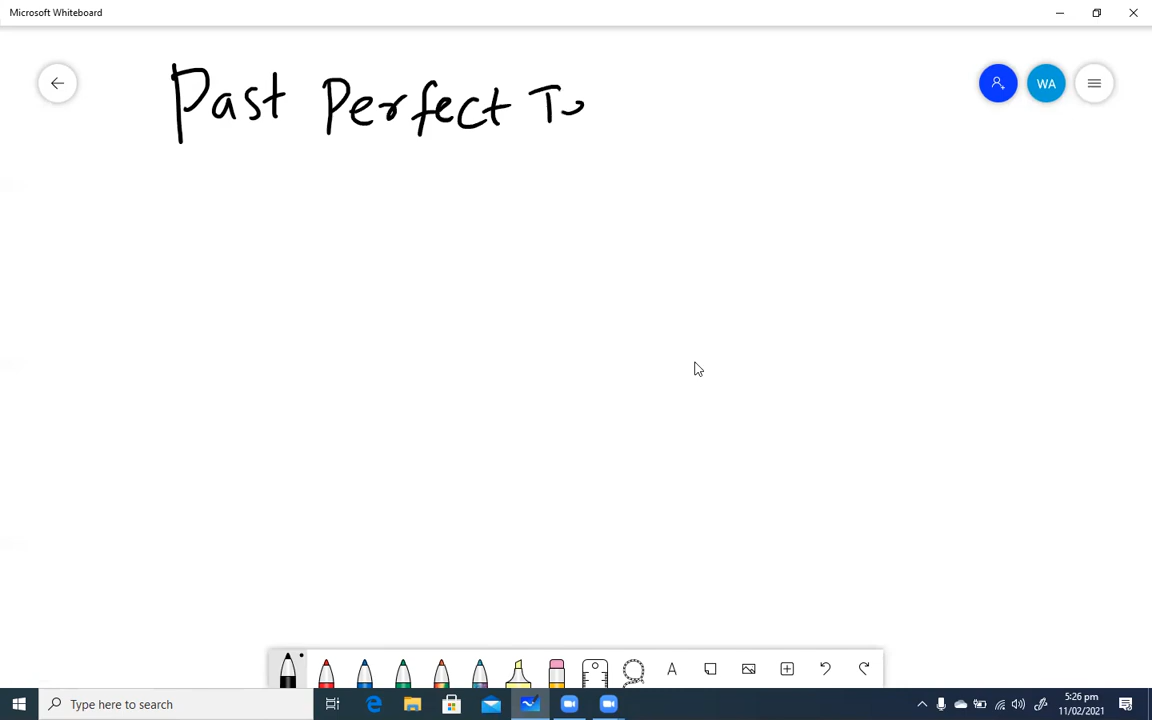 Microsoft Whiteboard
Past Perfect T
WA
A
Type here to search
5:26 pm
11/02/2021